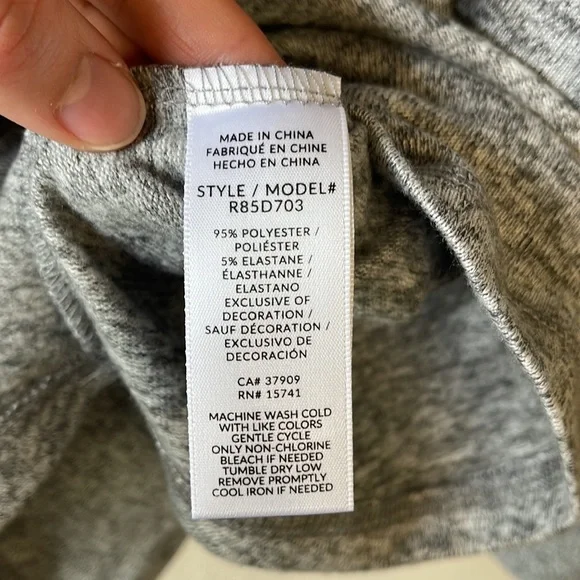 MADE IN CHINA
FABRIQUÉ EN CHINE
HECHO EN CHINA
STYLE / MODEL#
R85D703
95% POLYESTER /
POLIÉSTER
5% ELASTANE /
ÉLASTHANNE /
ELASTANO
EXCLUSIVE OF
DECORATION /
SAUF DÉCORATION /
EXCLUSIVO DE
DECORACIÓN
CA# 37909
RN# 15741
MACHINE WASH COLD
WITH LIKE COLORS
GENTLE CYCLE
ONLY NON-CHLORINE
BLEACH IF NEEDED
TUMBLE DRY LOW
REMOVE PROMPTLY
COOL IRON IF NEEDED